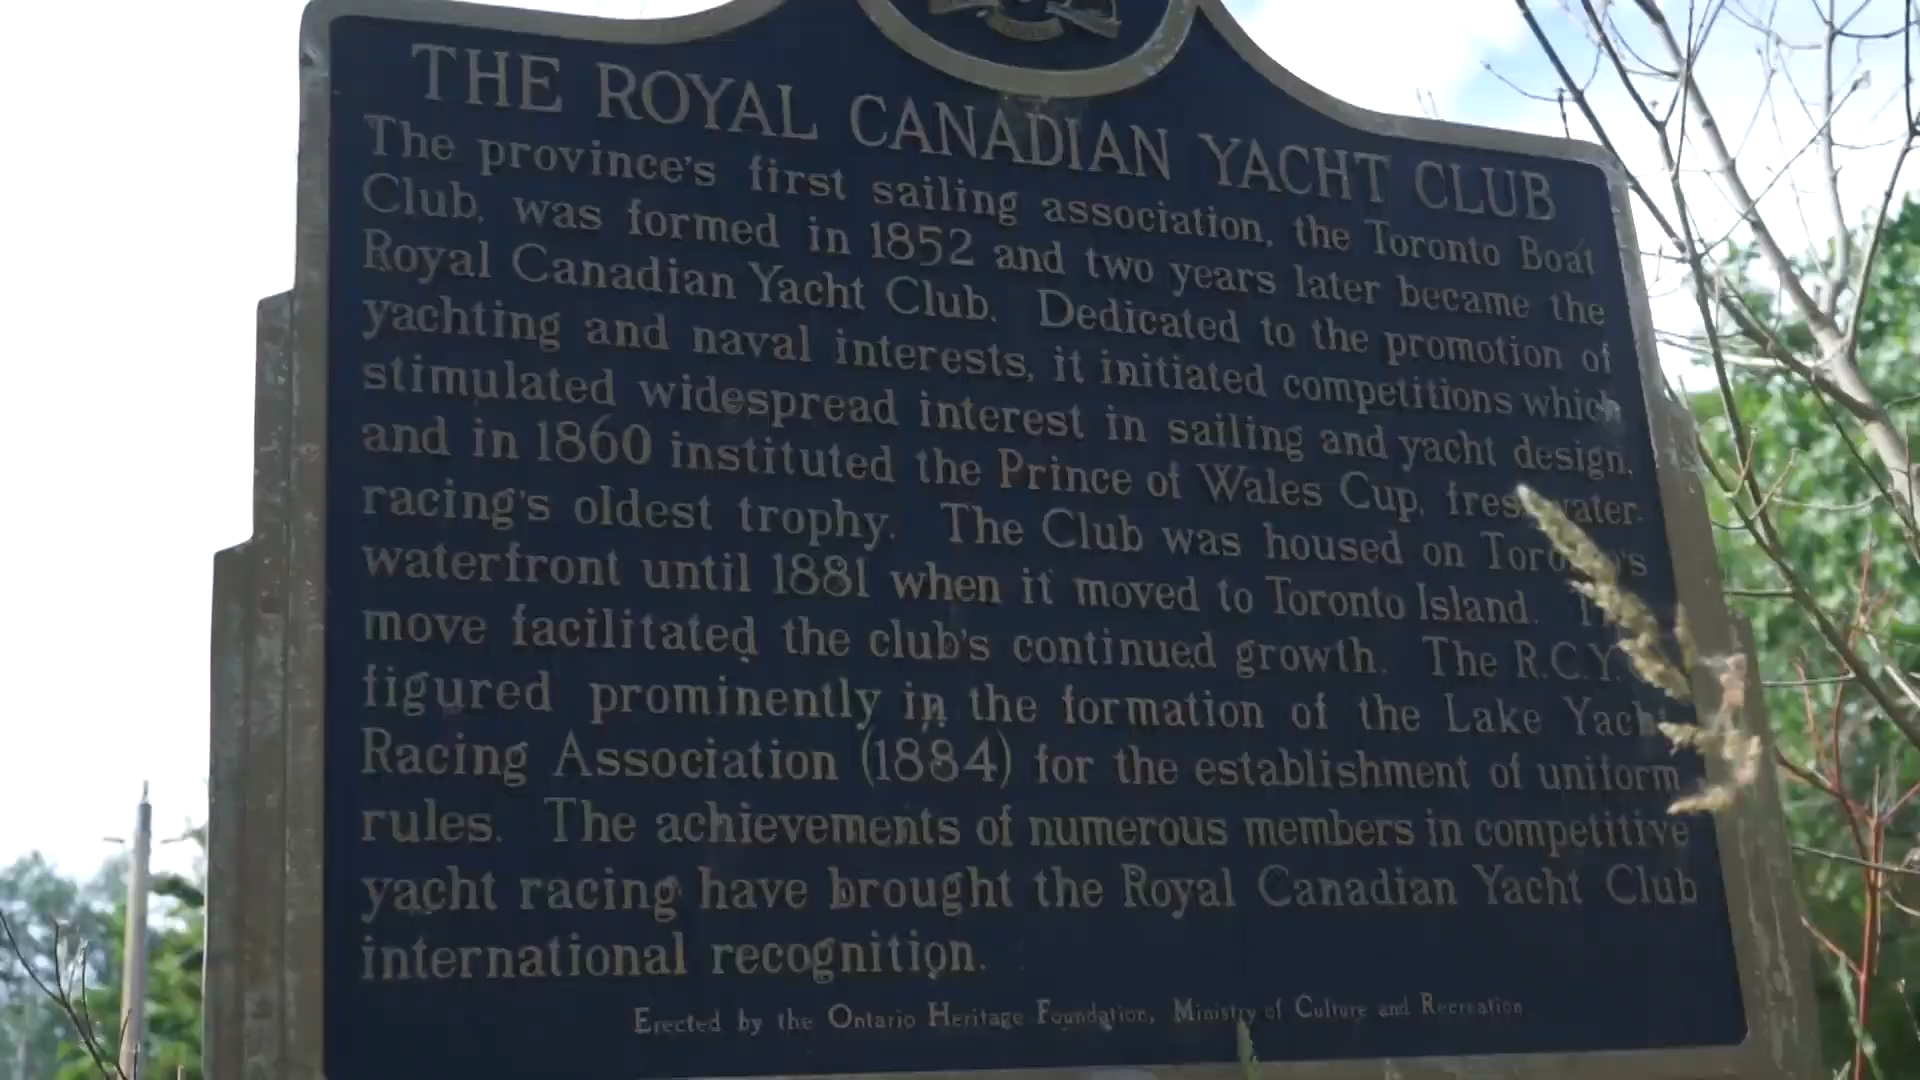 THE ROYAL CANADIAN YACHT CLUB
The province's first sailing association, the Toronto Boat
Club, was formed in 1852 and two years later became the
Royal Canadian Yacht Club. Dedicated to the promotion of
yachting and naval interests, it initiated competitions which
stimulated widespread interest in sailing and yacht design,
and in 1860 instituted the Prince of Wales Cup,
racing's oldest trophy. The Club was housed on
waterfront until 1881 when it moved to Toronto Island.
move facilitated the club's continued growth. The R.C.Y.
figured prominently in the formation of the Lake Yacht
Racing Association (1884) for the establishment of uniform
rules. The achievements of numerous members in competitive
yacht racing have brought the Royal Canadian Yacht Club
international recognition.
Erected by the Ontario Heritage Foundation, Ministry of Culture and Recreation